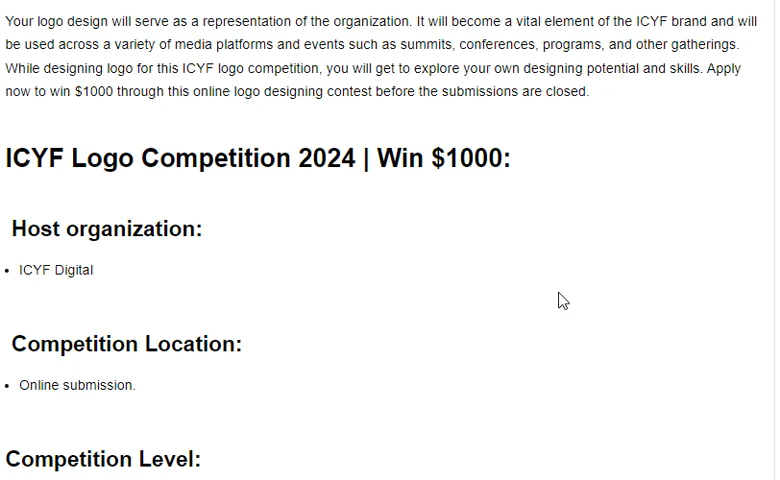 Your logo design will serve as a representation of the organization. It will become a vital element of the ICYF brand and will
be used across a variety of media platforms and events such as summits, conferences, programs, and other gatherings.
While designing logo for this ICYF logo competition, you will get to explore your own designing potential and skills. Apply
now to win $1000 through this online logo designing contest before the submissions are closed.
ICYF Logo Competition 2024 | Win $1000:
Host organization:
• ICYF Digital
Competition Location:
• Online submission.
Competition Level: